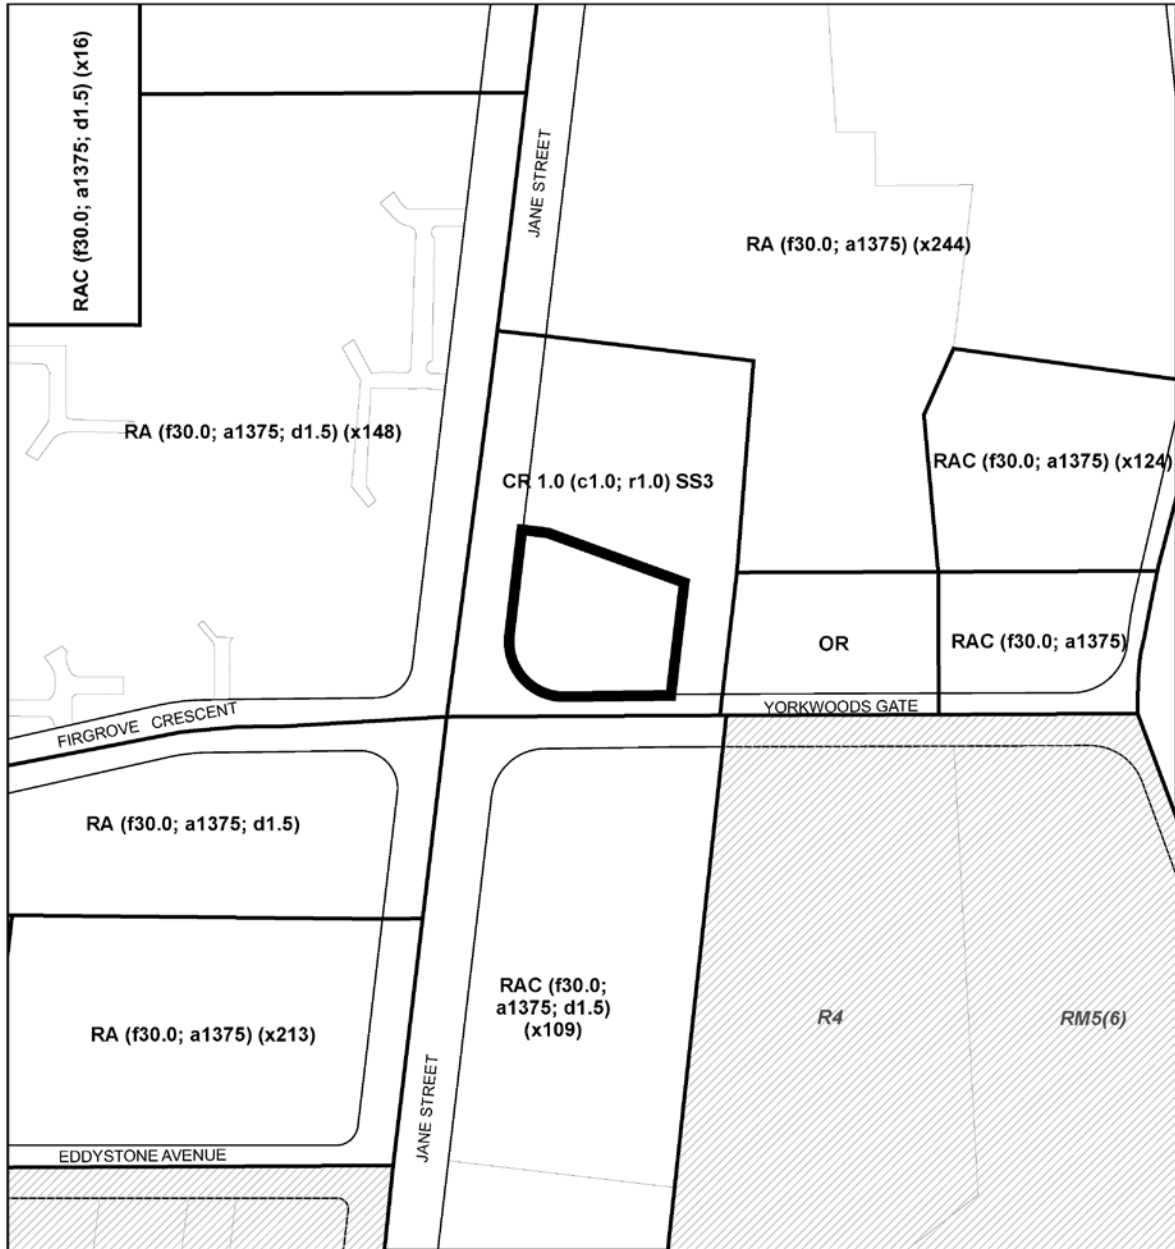 RAC (f30.0; a1375; d1.5) (x16)
JANE STREET
RA (f30.0; a1375) (x244)
RA (f30.0; a1375; d1.5) (x148)
RAC (f30.0; a1375) (x124)
CR 1.0 (c1.0; r1.0) SS3
OR
RAC (f30.0; a1375)
YORKWOODS GATE
FIRGROVE CRESCENT
RA (f30.0; a1375; d1.5)
RAC (f30.0;
a1375; d1.5)
(x109)
R4
RM5(6)
RA (f30.0; a1375) (x213)
JANE STREET
EDDYSTONE AVENUE